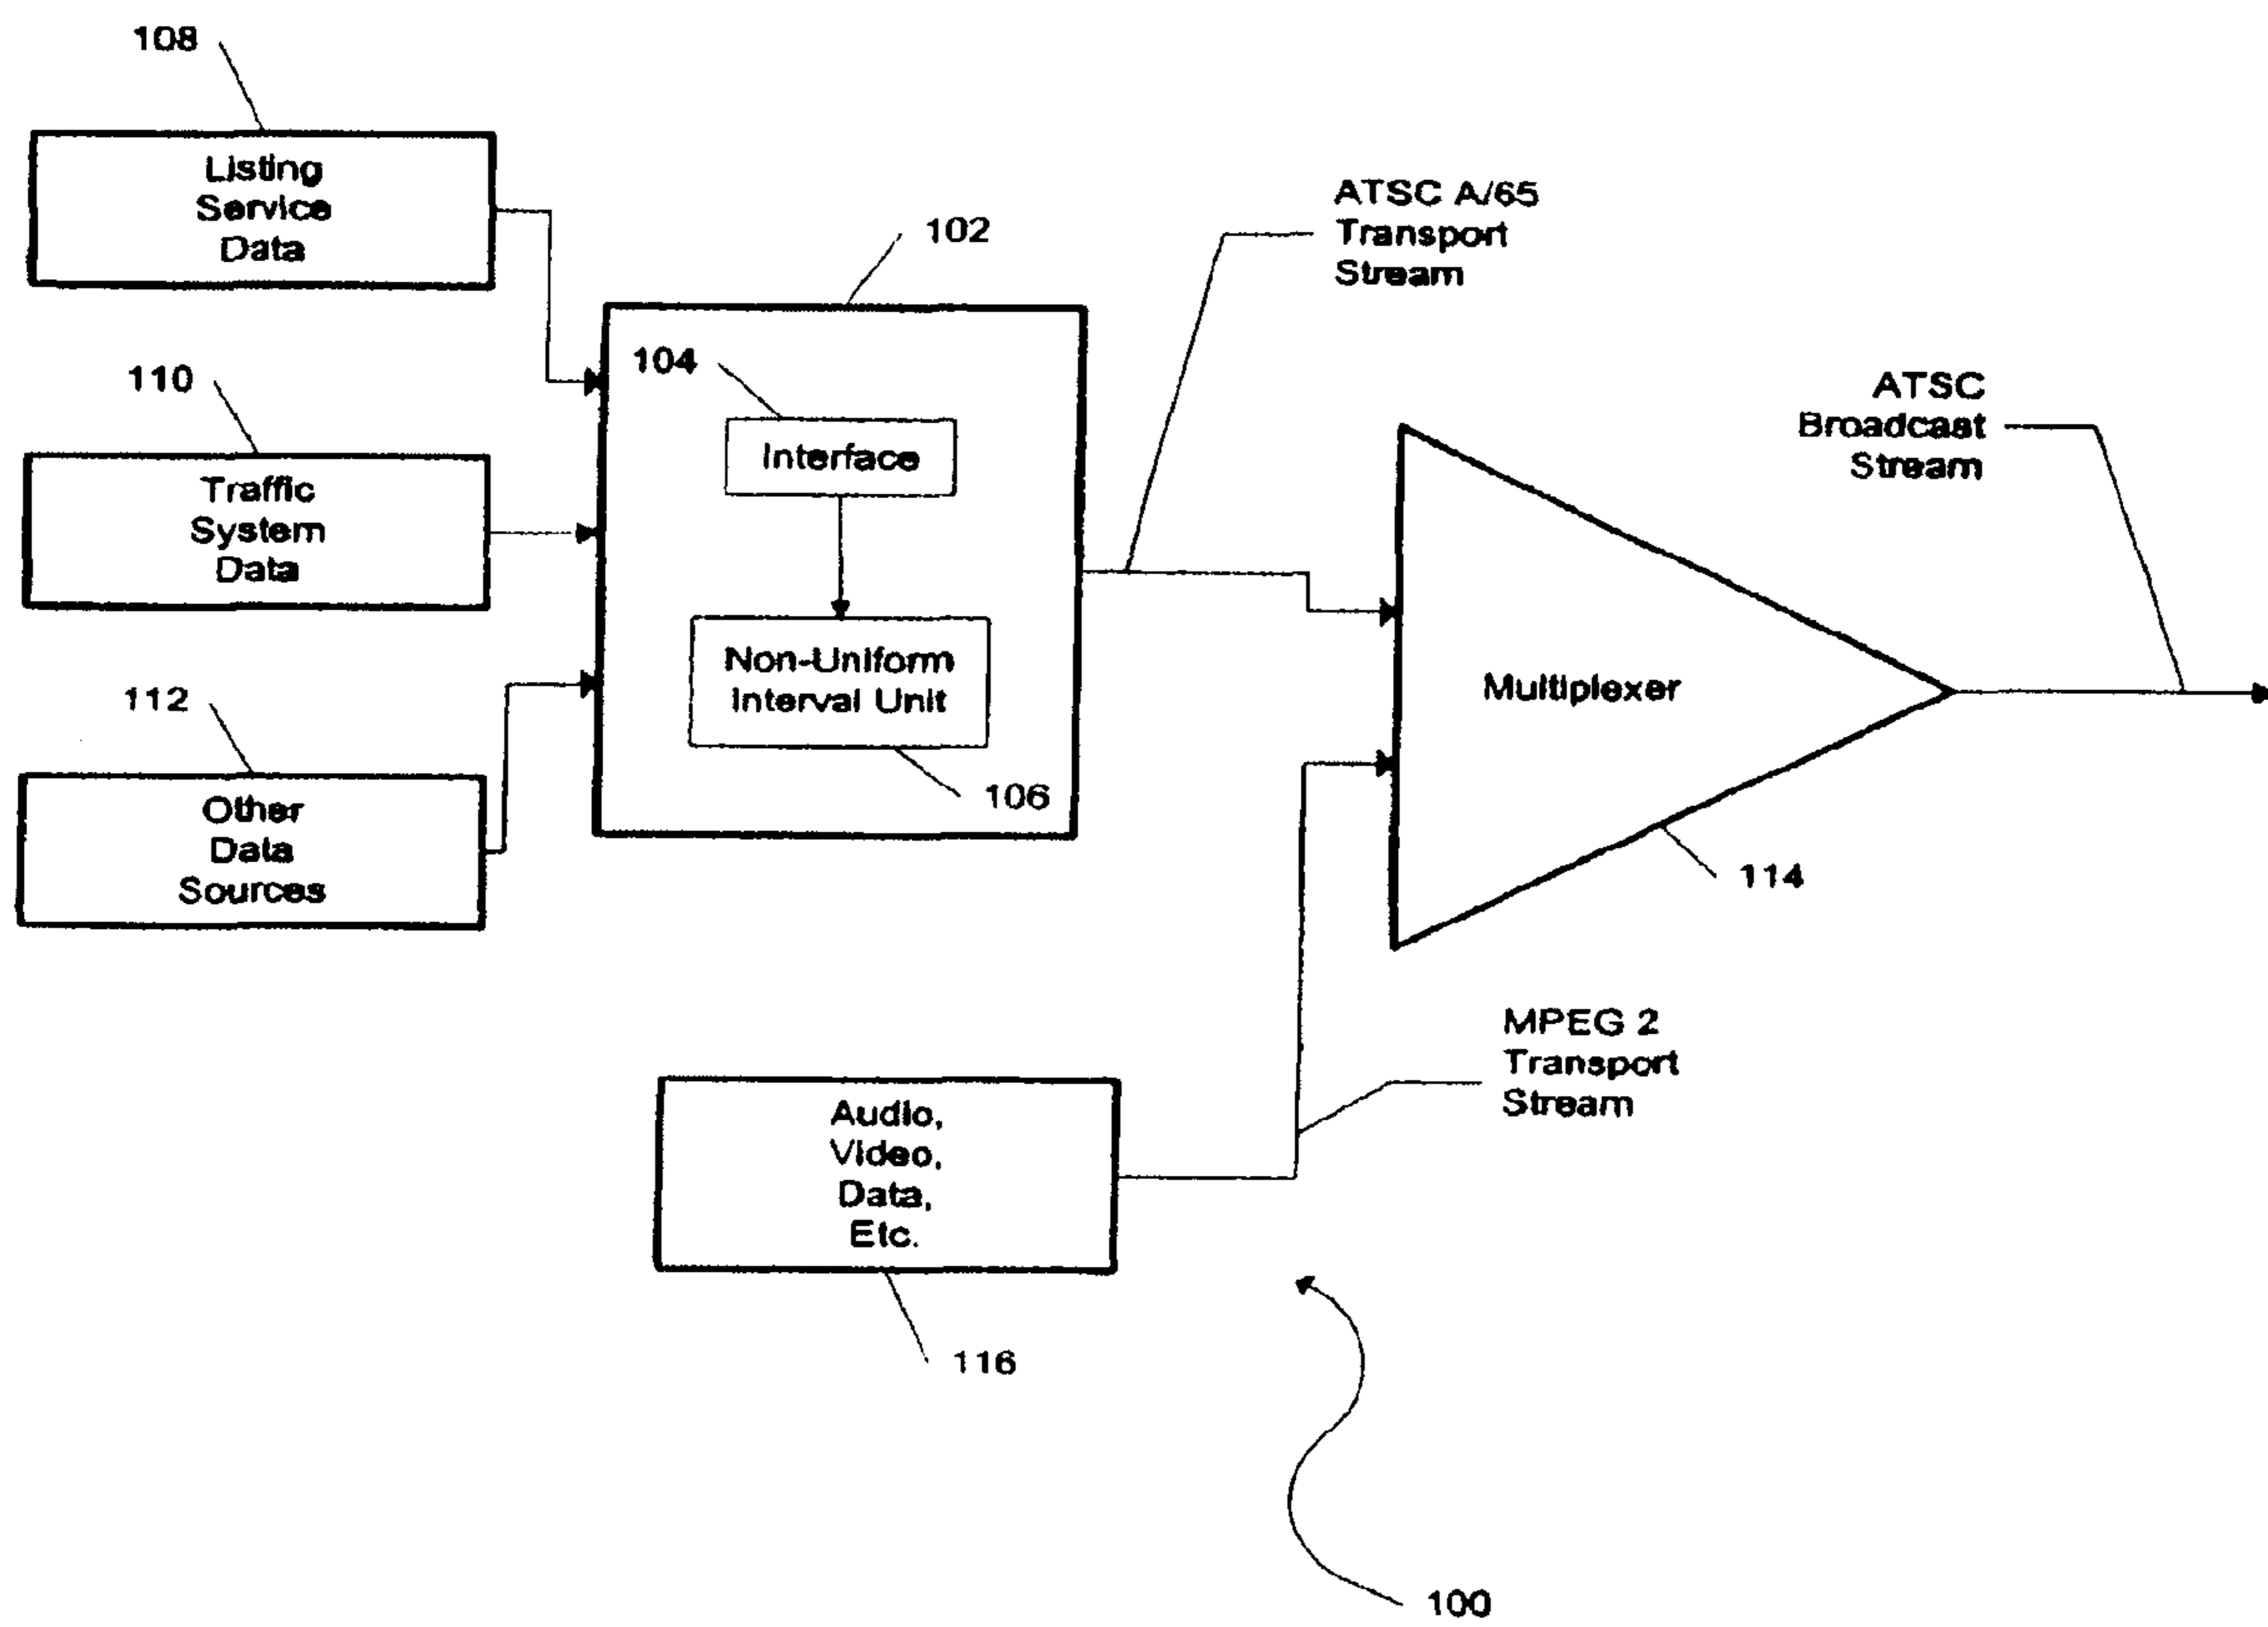 108
Listing
Service
Data
110
Traffic
System
Data
112
Other
Data
Sources
102
104
Interface
Non-Uniform
Interval Unit
106
ATSC A/65
Transport
Stream
ATSC
Broadcast
Stream
Multiplexer
114
MPEG 2
Transport
Stream
Audio,
Video,
Data,
Etc.
116
100